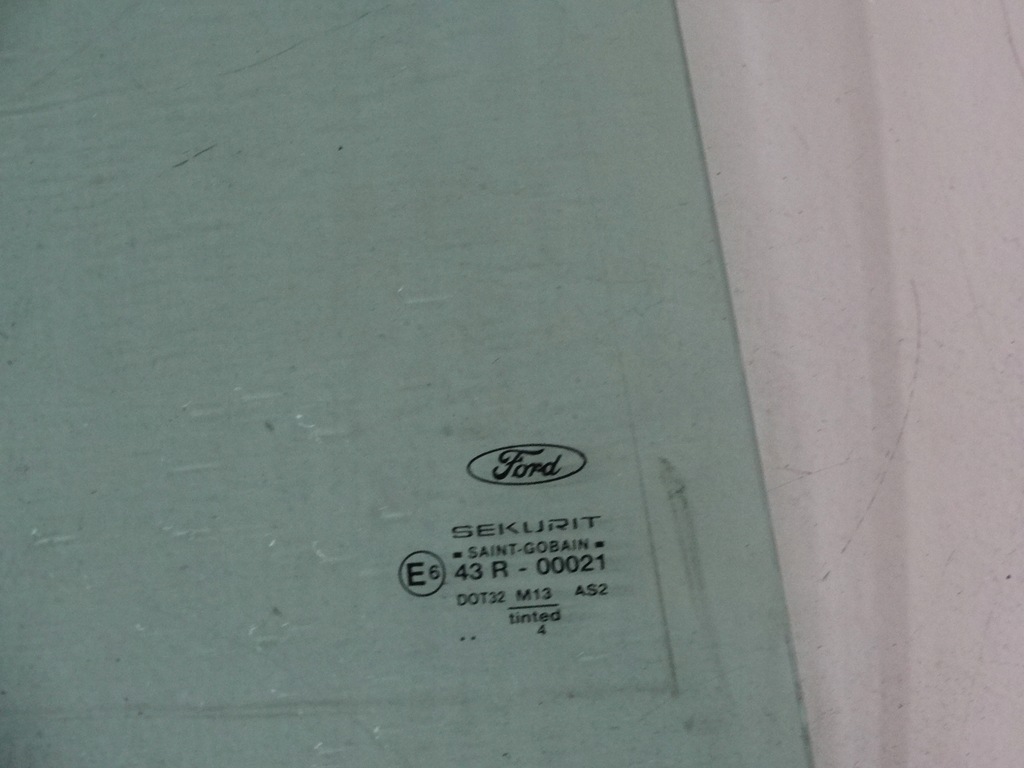 Ford
SEKURIT
SAINT-GOBAIN
E6 43 R - 00021
DOT32 M13 AS2
tinted
4